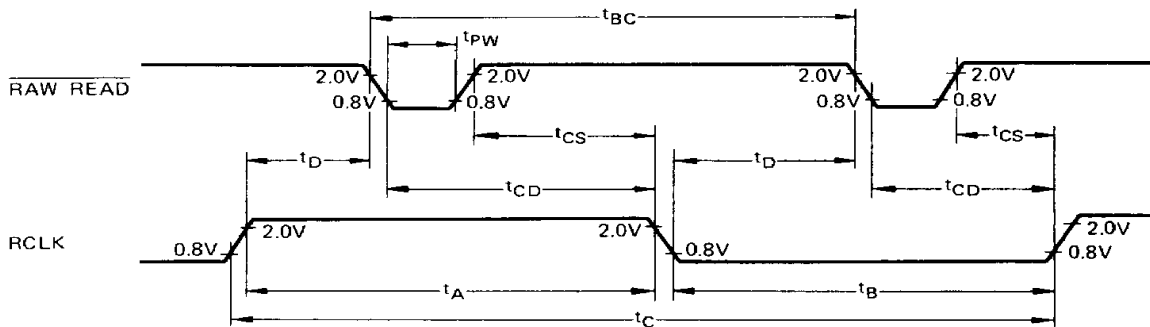 tBC
tPW
RAW READ
2.0V 2.0V 2.0V 2.0V
0.8V 0.8V 0.8V 0.8V
tCS tCS
tD tD
tCD tCD
RCLK
0.8V 2.0V 2.0V 0.8V 2.0V 0.8V
tA tB
tC